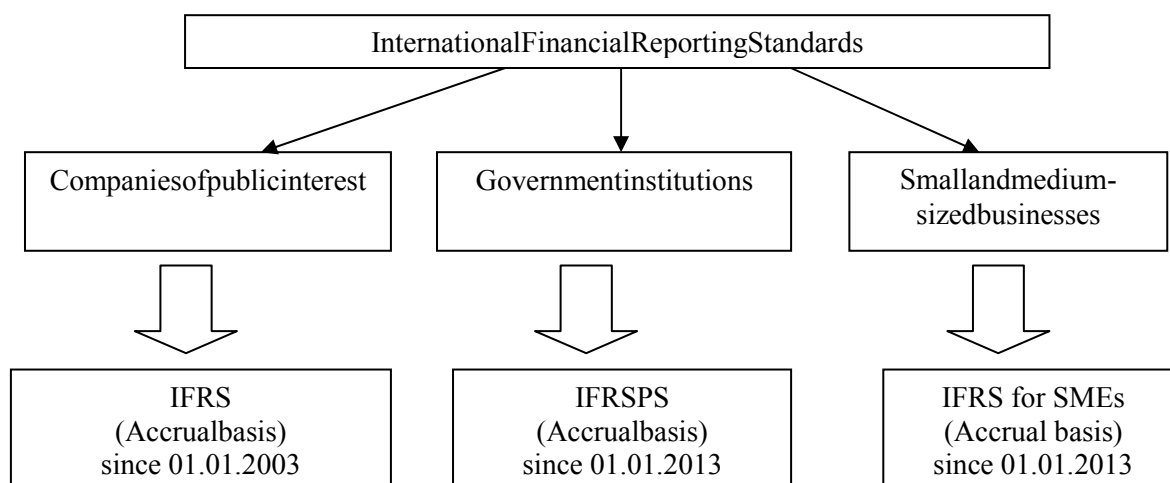 InternationalFinancialReportingStandards
Companiesofpublicinterest
Governmentinstitutions
Smallandmedium-
sizedbusinesses
IFRS
(Accrualbasis)
since 01.01.2003
IFRSPS
(Accrualbasis)
since 01.01.2013
IFRS for SMEs
(Accrual basis)
since 01.01.2013